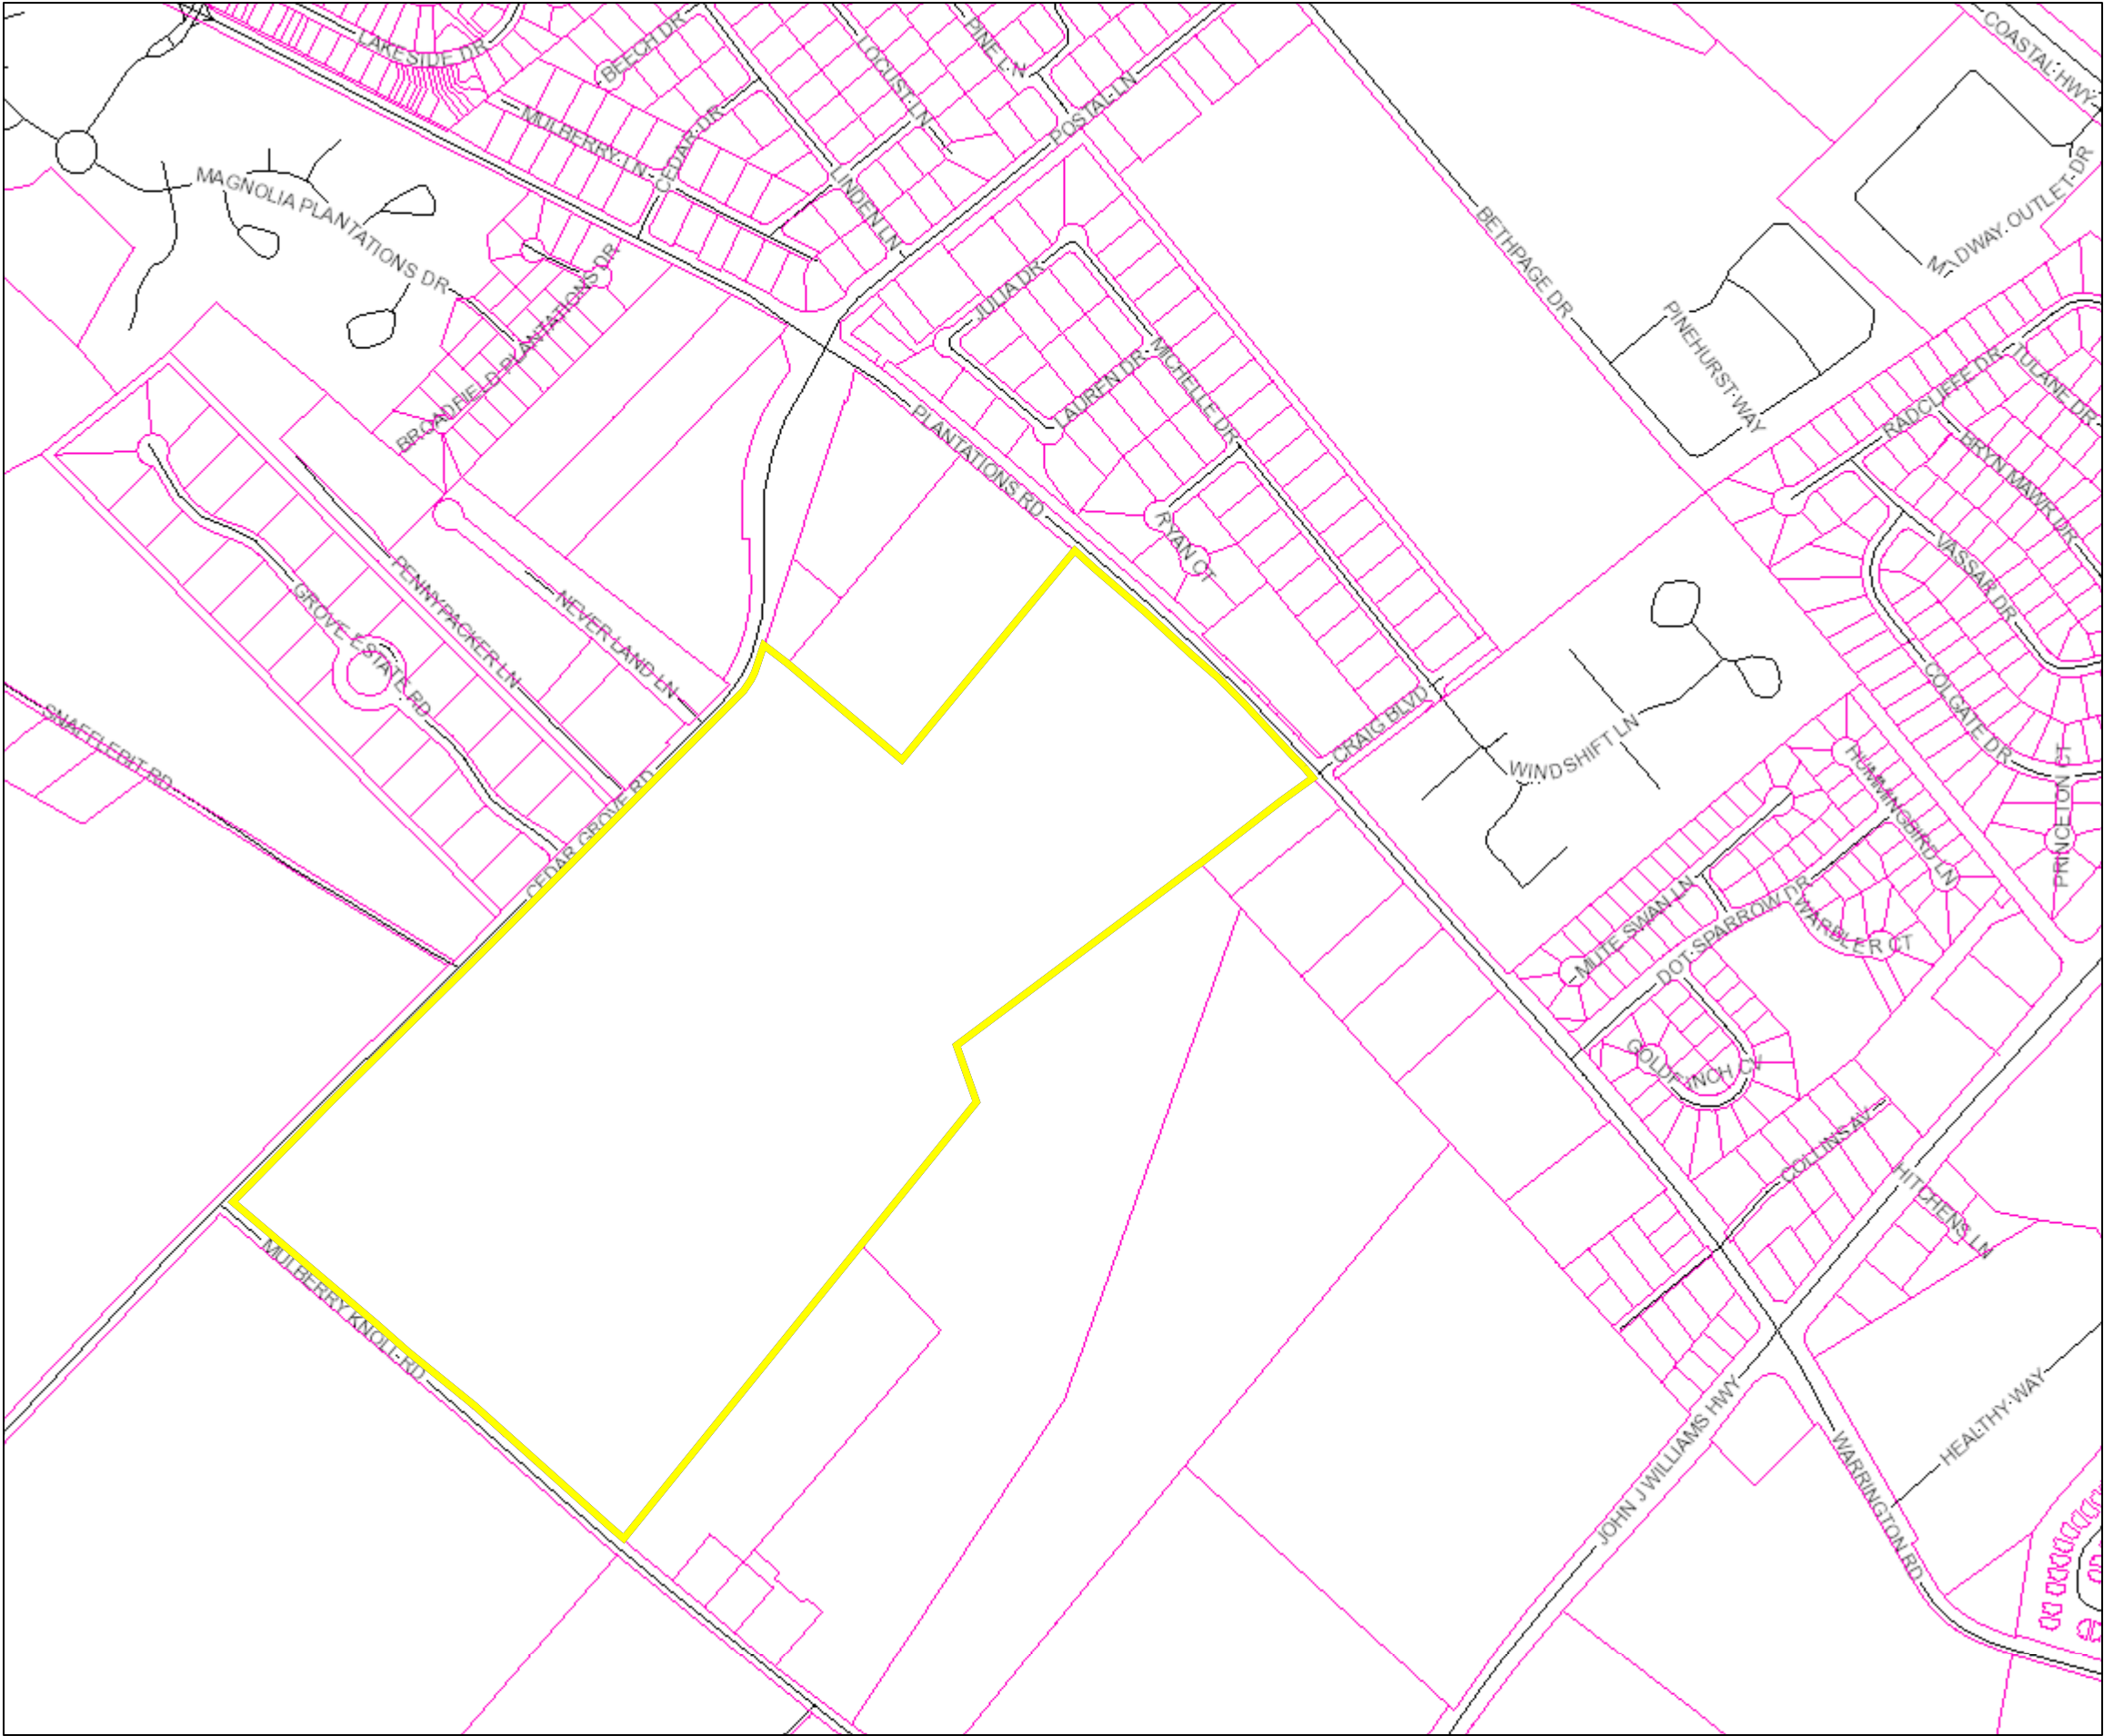 COASTAL HWY
LAKESIDE DR
BEECH DR
LOCUST LN
PINE LN
MULBERRY LN
CEDAR DR
POSTAL LN
LINDEN LN
MAGNOLIA PLANTATIONS DR
BETHPAGE DR
MIDWAY OUTLET DR
JULIA DR
BROADFIELD PLANTATIONS DR
PINEHURST WAY
LAUREN DR
MICHELLE DR
RADCLIFFE DR
TULANE DR
PLANTATIONS RD
BRYN MAWR DR
RYAN CT
VASSAR DR
PENNYPACKER LN
NEVER LAND LN
GROVE ESTATE RD
COLGATE DR
SNAFFLEBIT RD
CRAIG BLVD
WINDSHIFT LN
HUMMINGBIRD LN
PRINCETON CT
CEDAR GROVE RD
MUTE SWAN LN
DOT SPARROW DR
WARBLER CT
GOLDFINCH CV
COLLINS AV
HITCHENS LN
MULBERRY KNOLL RD
JOHN J WILLIAMS HWY
HEALTHY WAY
WARRINGTON RD